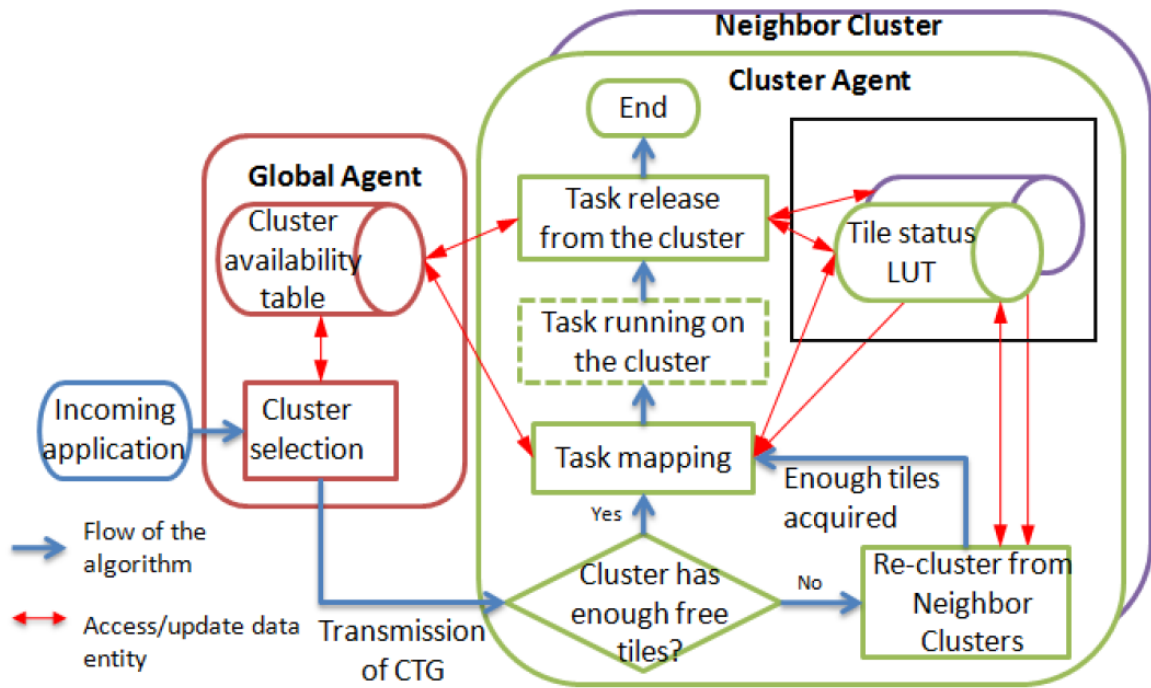 Neighbor Cluster
Cluster Agent
End
Global Agent
Cluster
availability
table
Task release
from the cluster
Tile status
LUT
Task running on
the cluster
Incoming
application
Cluster
selection
Task mapping
Enough tiles
acquired
Yes
Flow of the
algorithm
Cluster has
enough free
tiles?
No
Re-cluster from
Neighbor
Clusters
Transmission
of CTG
Access/update data
entity